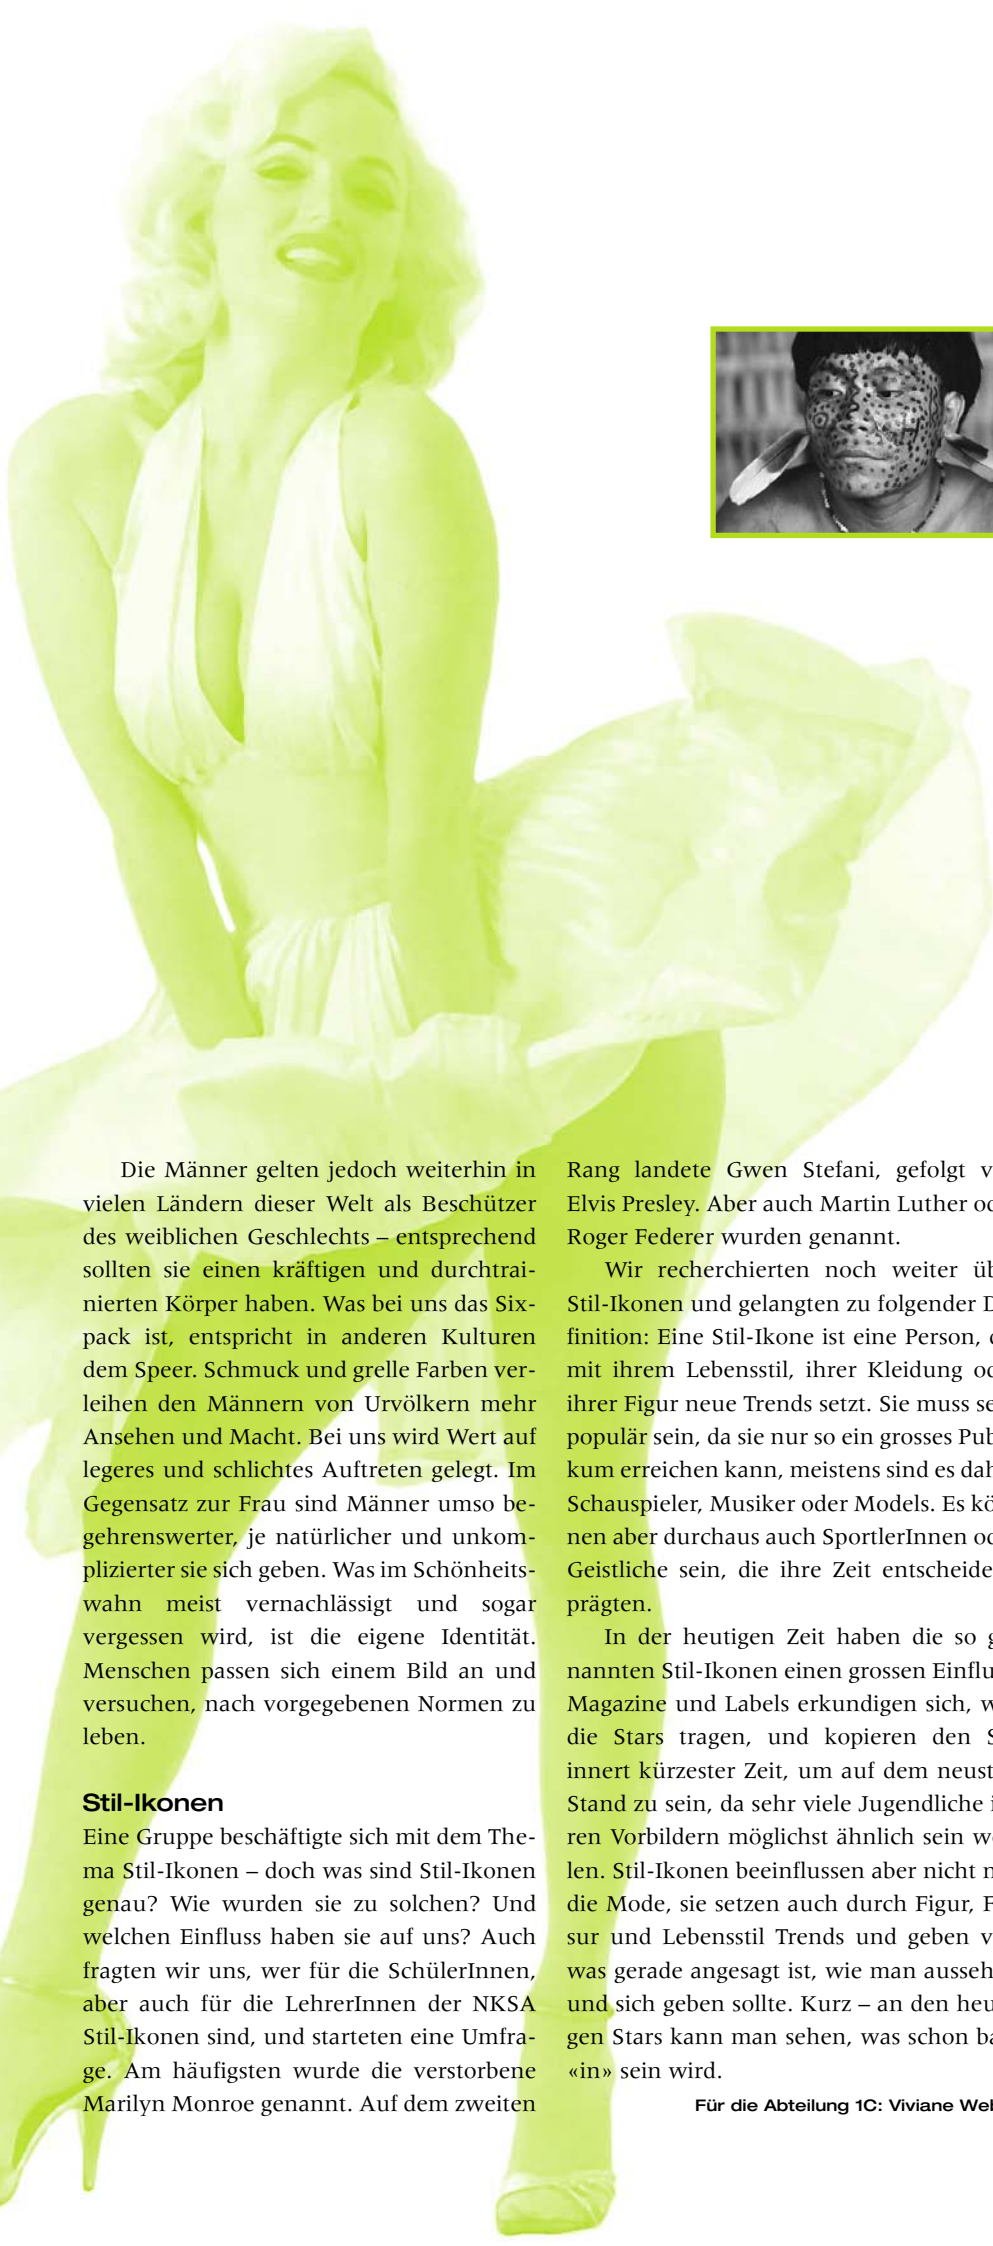 Die Männer gelten jedoch weiterhin in
vielen Ländern dieser Welt als Beschützer
des weiblichen Geschlechts – entsprechend
sollten sie einen kräftigen und durchtrai-
nierten Körper haben. Was bei uns das Six-
pack ist, entspricht in anderen Kulturen
dem Speer. Schmuck und grelle Farben ver-
leihen den Männern von Urvölkern mehr
Ansehen und Macht. Bei uns wird Wert auf
legeres und schlichtes Auftreten gelegt. Im
Gegensatz zur Frau sind Männer umso be-
gehrenswerter, je natürlicher und unkom-
plizierter sie sich geben. Was im Schönheits-
wahn meist vernachlässigt und sogar
vergessen wird, ist die eigene Identität.
Menschen passen sich einem Bild an und
versuchen, nach vorgegebenen Normen zu
leben.
Stil-Ikonen
Eine Gruppe beschäftigte sich mit dem The-
ma Stil-Ikonen – doch was sind Stil-Ikonen
genau? Wie wurden sie zu solchen? Und
welchen Einfluss haben sie auf uns? Auch
fragten wir uns, wer für die SchülerInnen,
aber auch für die LehrerInnen der NKSA
Stil-Ikonen sind, und starteten eine Umfra-
ge. Am häufigsten wurde die verstorbene
Marilyn Monroe genannt. Auf dem zweiten
Rang landete Gwen Stefani, gefolgt
Elvis Presley. Aber auch Martin Luther
Roger Federer wurden genannt.
Wir recherchierten noch weiter
Stil-Ikonen und gelangten zu folgender
finition: Eine Stil-Ikone ist eine Person,
mit ihrem Lebensstil, ihrer Kleidung
ihrer Figur neue Trends setzt. Sie muss
populär sein, da sie nur so ein grosses
kum erreichen kann, meistens sind es
Schauspieler, Musiker oder Models. Es
nen aber durchaus auch SportlerInnen
Geistliche sein, die ihre Zeit
prägten.
In der heutigen Zeit haben die so
nannten Stil-Ikonen einen grossen
Magazine und Labels erkundigen sich,
die Stars tragen, und kopieren den
innert kürzester Zeit, um auf dem
Stand zu sein, da sehr viele Jugendliche
ren Vorbildern möglichst ähnlich sein
len. Stil-Ikonen beeinflussen aber nicht
die Mode, sie setzen auch durch Figur,
sur und Lebensstil Trends und geben
was gerade angesagt ist, wie man
und sich geben sollte. Kurz – an den
gen Stars kann man sehen, was schon
«in» sein wird.
Für die Abteilung 1C: Viviane